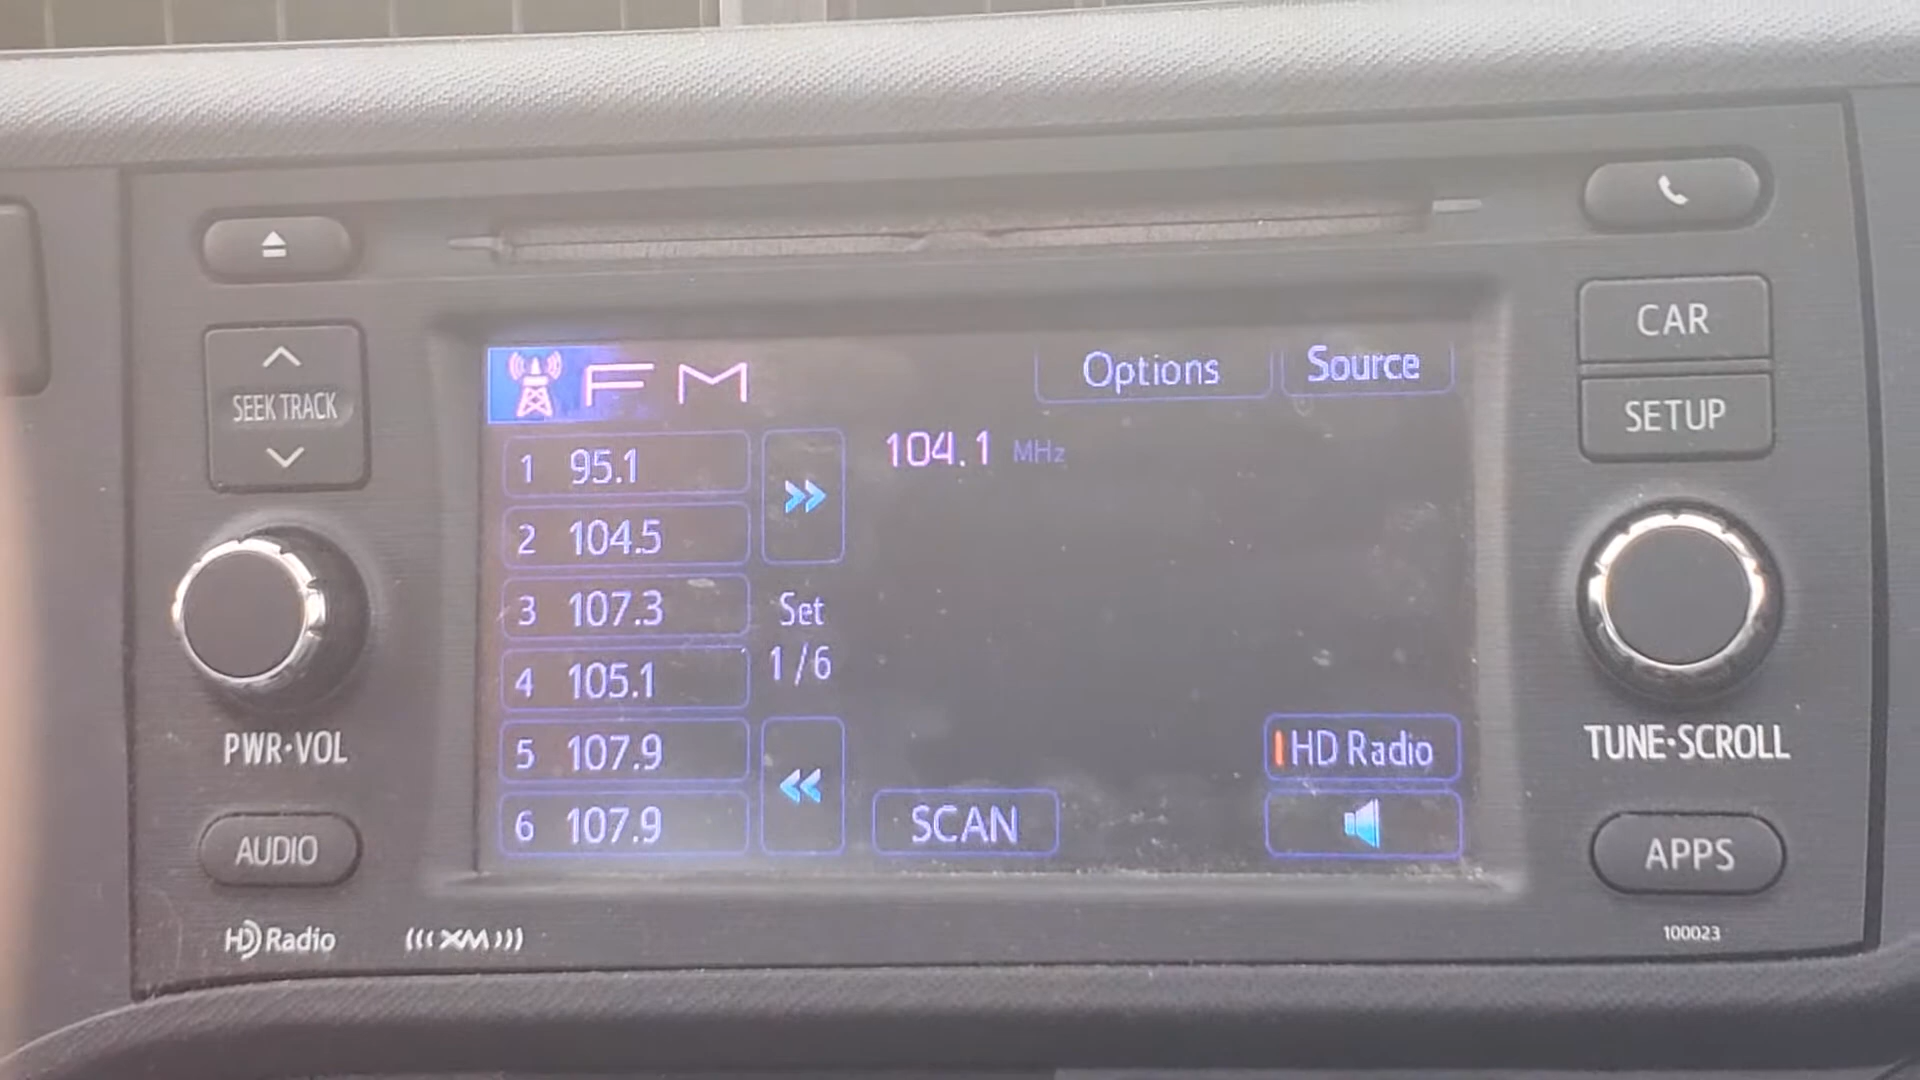 FM
Options
Source
CAR
SETUP
SEEK TRACK
1 95.1
104.1 MHz
2 104.5
3 107.3
Set
1/6
4 105.1
5 107.9
6 107.9
SCAN
HD Radio
PWR·VOL
TUNE·SCROLL
AUDIO
APPS
HD Radio
(((XM)))
100023